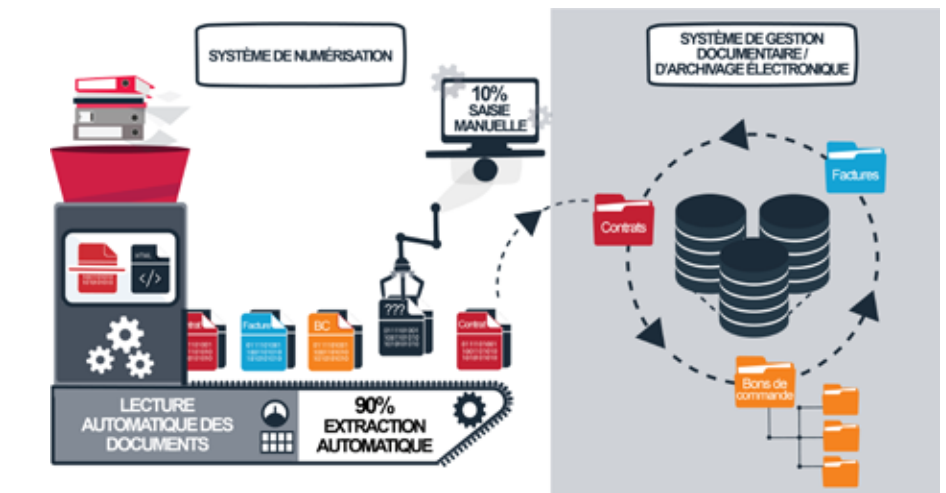 SYSTÈME DE NUMÉRISATION
SYSTÈME DE GESTION
DOCUMENTAIRE /
D'ARCHIVAGE ÉLECTRONIQUE
10%
SAISIE
MANUELLE
Factures
Contrats
HTML
</>
???
Facture
BC
Contrat
Bons de
commande
LECTURE
AUTOMATIQUE DES
DOCUMENTS
90%
EXTRACTION
AUTOMATIQUE